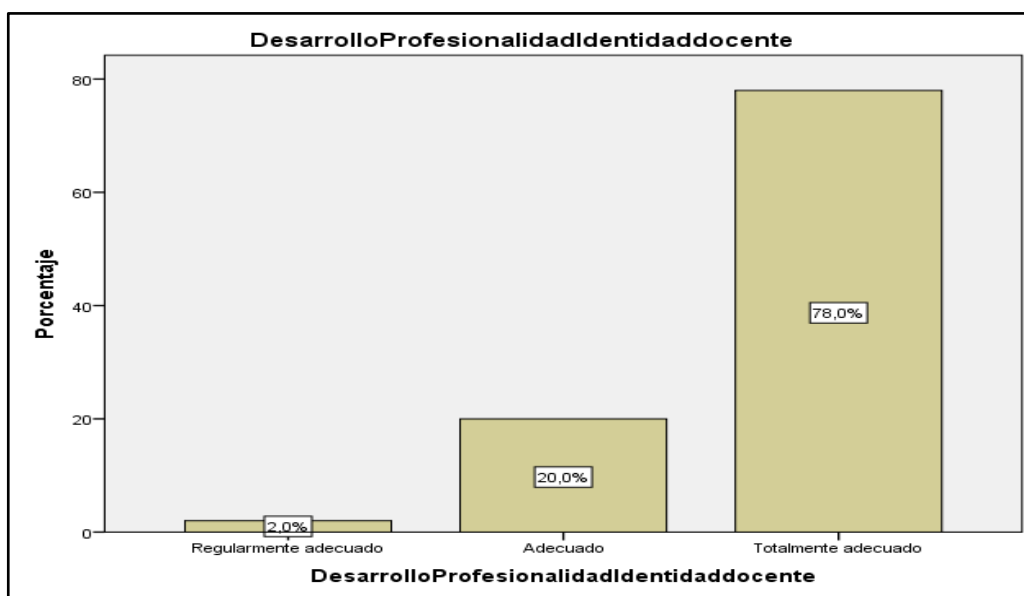 DesarrolloProfesionalidadIdentidaddocente
Porcentaje
80
60
40
20
0
2,0%
20,0%
78,0%
Regularmente adecuado
Adecuado
Totalmente adecuado
DesarrolloProfesionalidadIdentidaddocente